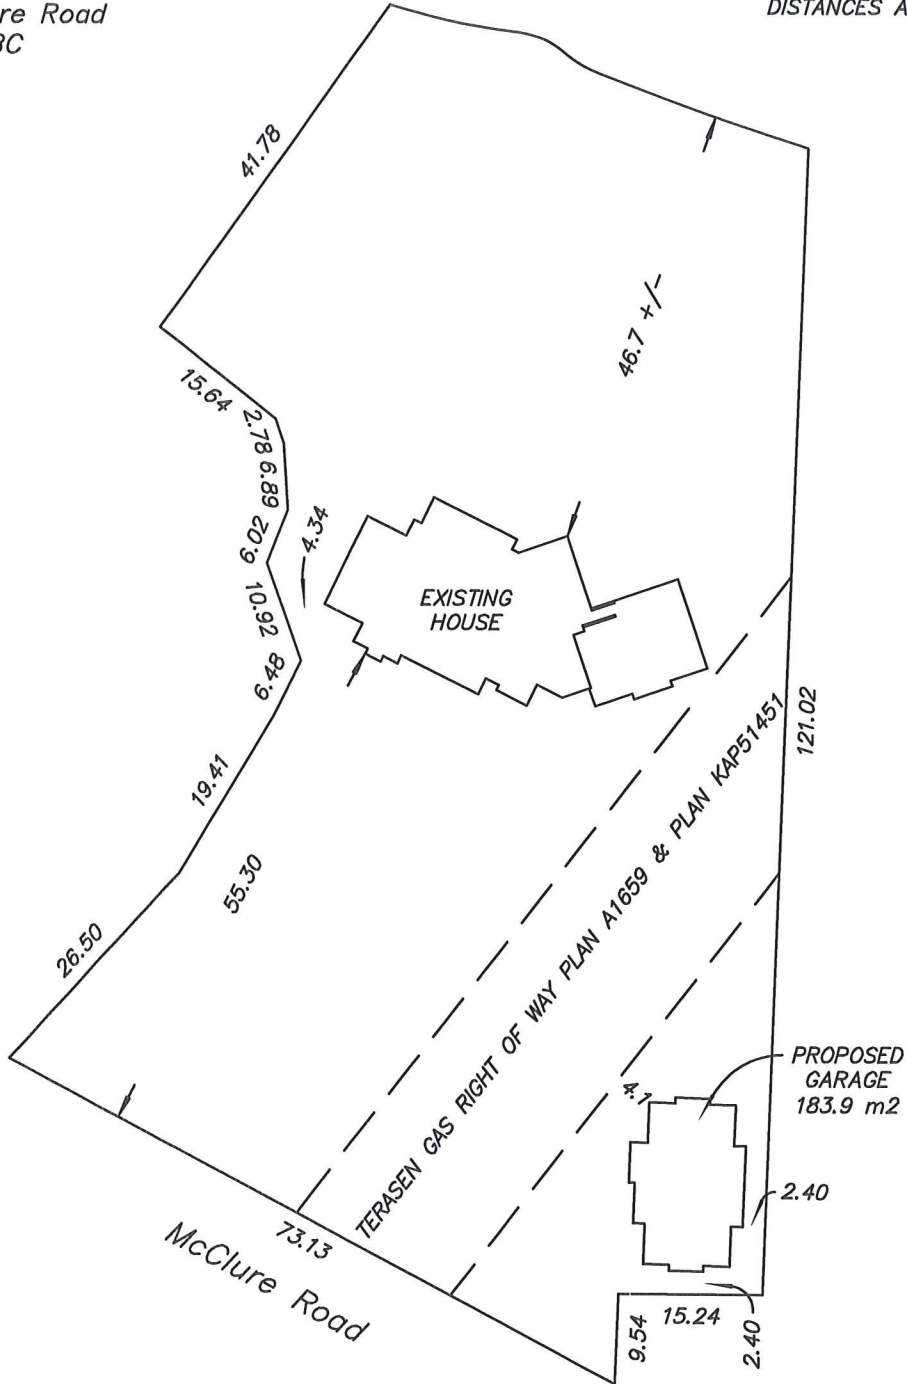 re Road
BC
DISTANCES A
41.78
46.7 +/-
15.64
2.78
6.89
6.02
4.34
10.92
6.48
EXISTING
HOUSE
121.02
19.41
55.30
26.50
TERASEN GAS RIGHT OF WAY PLAN A1659 & PLAN KAP51451
PROPOSED
GARAGE
183.9 m2
4.1
2.40
73.13
McClure Road
9.54
15.24
2.40